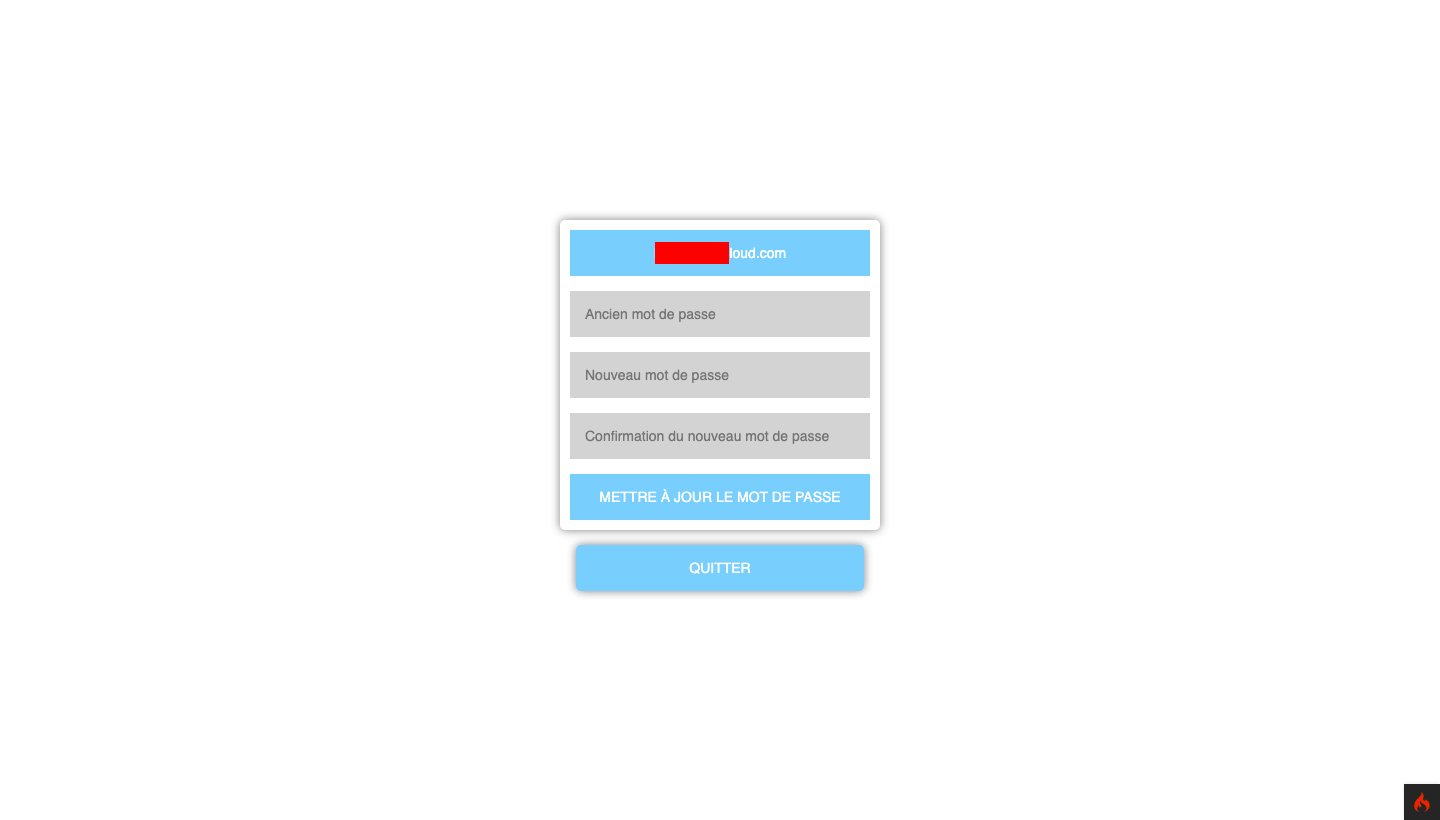 loud.com
Ancien mot de passe
Nouveau mot de passe
Confirmation du nouveau mot de passe
METTRE À JOUR LE MOT DE PASSE
QUITTER